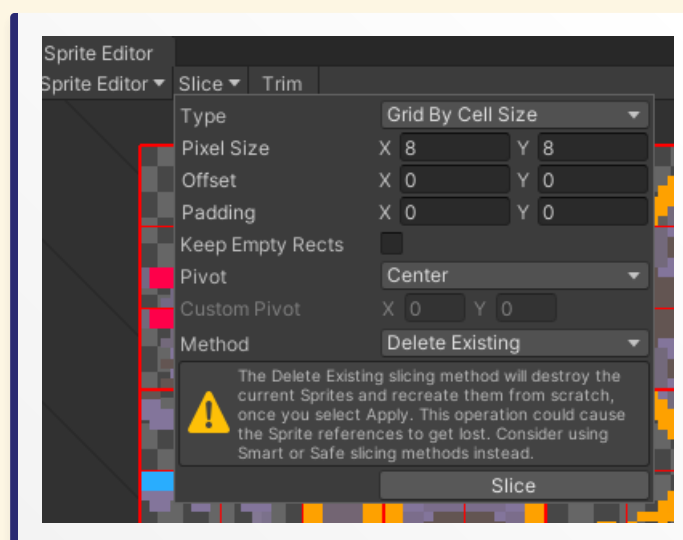 Sprite Editor
Sprite Editor Slice Trim
Type Grid By Cell Size
Pixel Size X 8 Y 8
Offset X 0 Y 0
Padding X 0 Y 0
Keep Empty Rects
Pivot Center
Custom Pivot X 0 Y 0
Method Delete Existing
The Delete Existing slicing method will destroy the
current Sprites and recreate them from scratch,
once you select Apply. This operation could cause
the Sprite references to get lost. Consider using
Smart or Safe slicing methods instead.
Slice